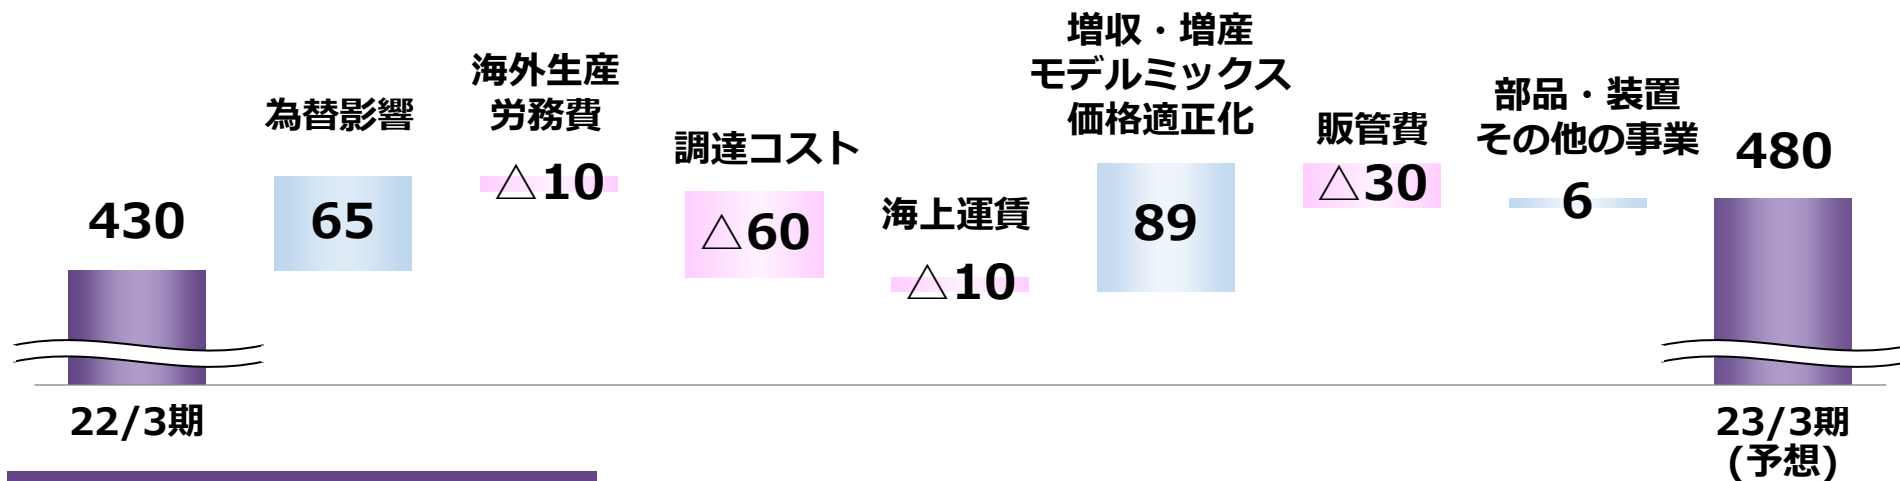 430
22/3期
為替影響
65
海外生産
労務費
△10
調達コスト
△60
海上運賃
△10
増収・増産
モデルミックス
価格適正化
89
販管費
△30
部品・装置
その他の事業
6
480
23/3期
(予想)